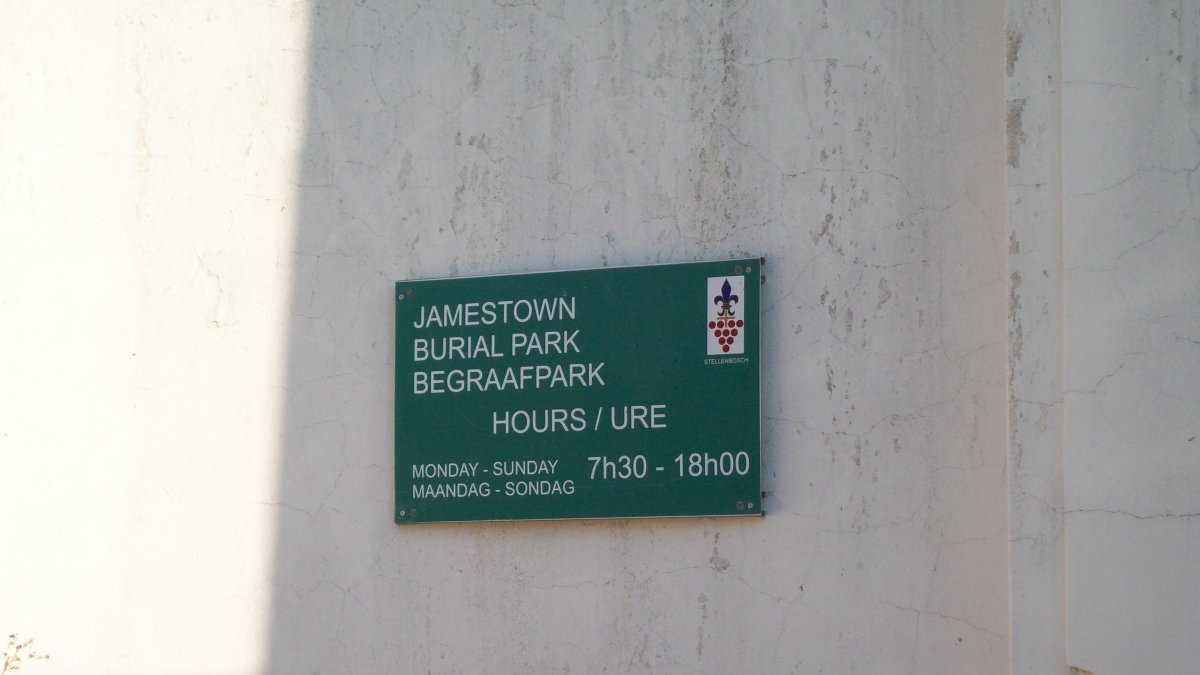 JAMESTOWN
BURIAL PARK
BEGRAAFPARK
STELLENBOSCH
HOURS / URE
MONDAY - SUNDAY 7h30 - 18h00
MAANDAG - SONDAG